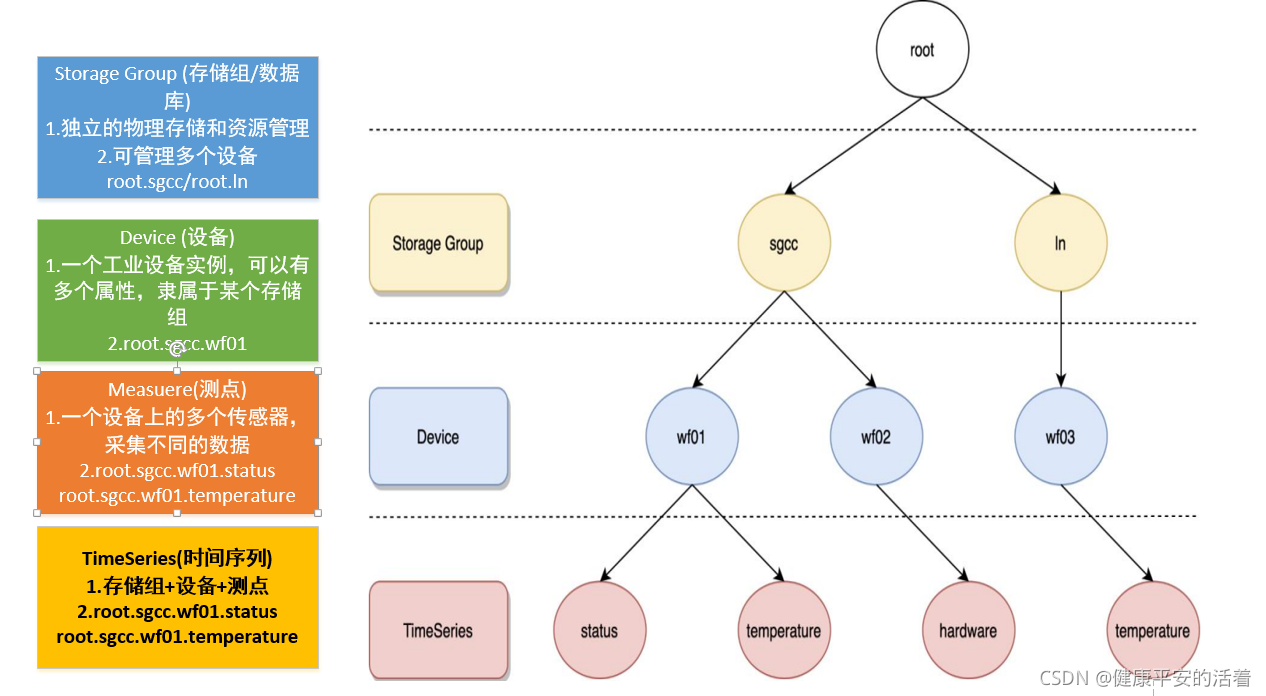 Storage Group (存储组/数据
库)
1.独立的物理存储和资源管理
2.可管理多个设备
root.sgcc/root.ln
Device (设备)
1.一个工业设备实例，可以有
多个属性，隶属于某个存储
组
2.root.sgcc.wf01
Measuere(测点)
1.一个设备上的多个传感器，
采集不同的数据
2.root.sgcc.wf01.status
root.sgcc.wf01.temperature
TimeSeries(时间序列)
1.存储组+设备+测点
2.root.sgcc.wf01.status
root.sgcc.wf01.temperature
root
Storage Group
sgcc
ln
Device
wf01
wf02
wf03
TimeSeries
status
temperature
hardware
temperature
CSDN @健康平安的活着